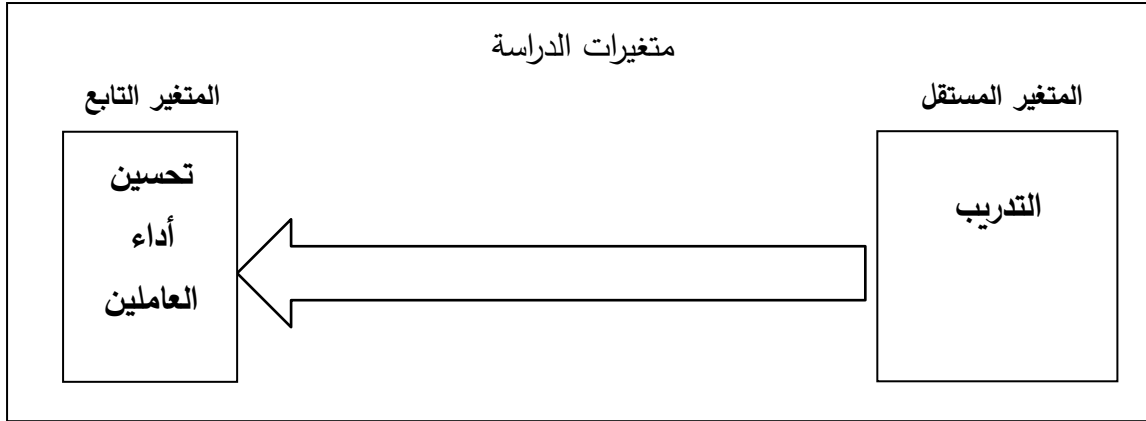 متغيرات الدراسة
المتغير المستقل
المتغير التابع
التدريب
تحسين
أداء
العاملين